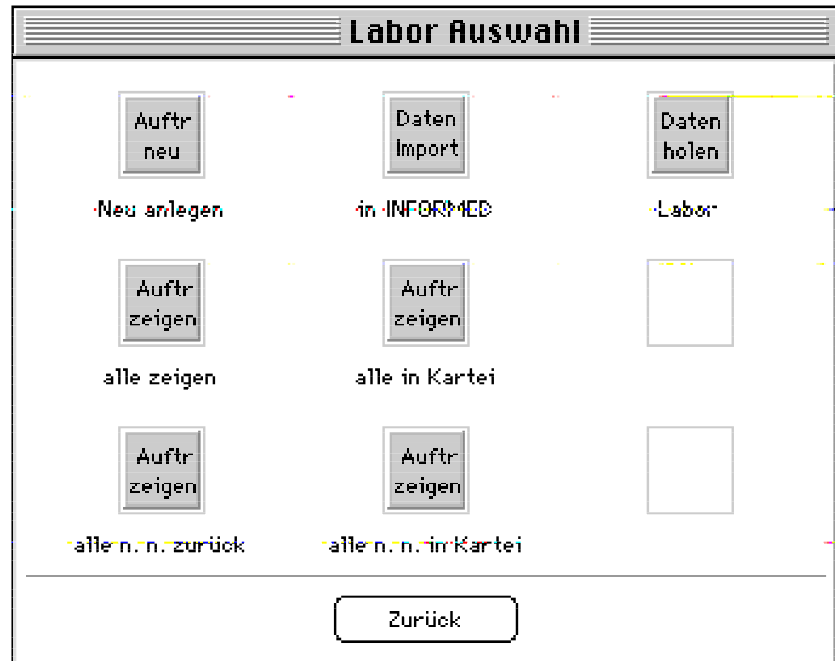 Labor Auswahl
Auftr
neu
Daten
Import
Daten
holen
Neu anlegen
in INFORMED
Labor
Auftr
zeigen
Auftr
zeigen
alle zeigen
alle in Kartei
Auftr
zeigen
Auftr
zeigen
alle n. n. zurück
alle n. n. in Kartei
Zurück